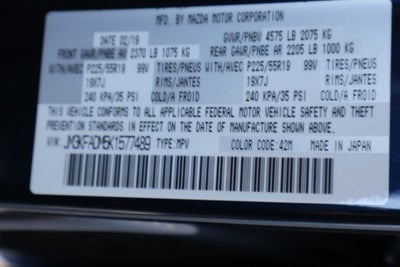 MFD. BY MAZDA MOTOR CORPORATION
DATE 02/19 GVWR/PNBV 4575 LB 2075 KG
FRONT GAWR/PNBE AV 2370 LB 1075 KG REAR GAWR/PNBE AR 2205 LB 1000 KG
WITH/AVEC P225/55R19 99V TIRES/PNEUS WITH/AVEC P225/55R19 99V TIRES/PNEUS
19X7J RIMS/JANTES 19X7J RIMS/JANTES
240 KPA/35 PSI COLD/A FROID 240 KPA/35 PSI COLD/A FROID
THIS VEHICLE CONFORMS TO ALL APPLICABLE FEDERAL MOTOR VEHICLE SAFETY AND THEFT
PREVENTION STANDARDS IN EFFECT ON THE DATE OF MANUFACTURE SHOWN ABOVE.
VIN: JM3KFADM5K1577489 TYPE:MPV MADE IN JAPAN
COLOR CODE:42M